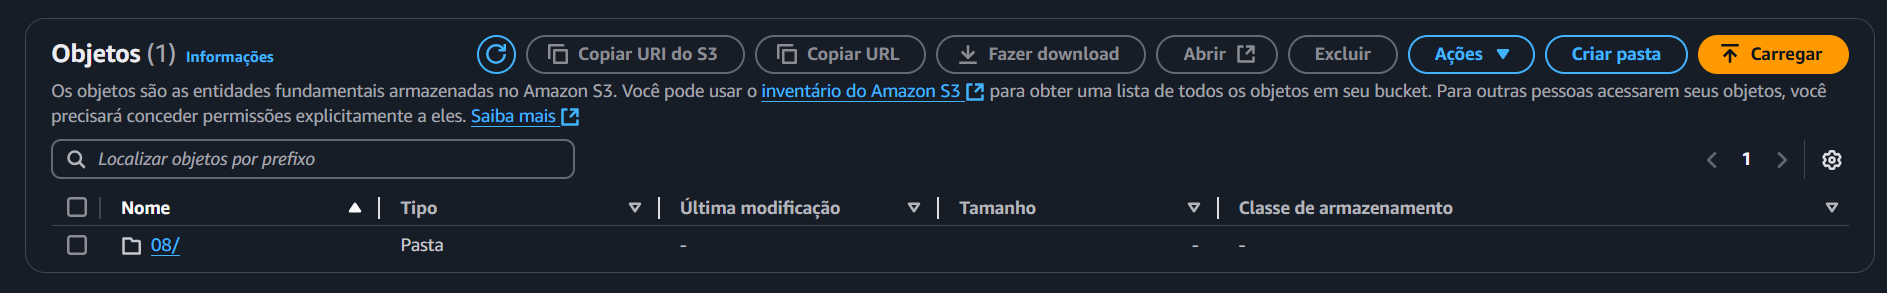 Objetos (1) Informações Copiar URI do S3 Copiar URL Fazer download Abrir Excluir Ações Criar pasta Carregar
Os objetos são as entidades fundamentais armazenadas no Amazon S3. Você pode usar o inventário do Amazon S3 para obter uma lista de todos os objetos em seu bucket. Para outras pessoas acessarem seus objetos, você
precisará conceder permissões explicitamente a eles. Saiba mais
Localizar objetos por prefixo 1
Nome Tipo Última modificação Tamanho Classe de armazenamento
08/ Pasta - - -